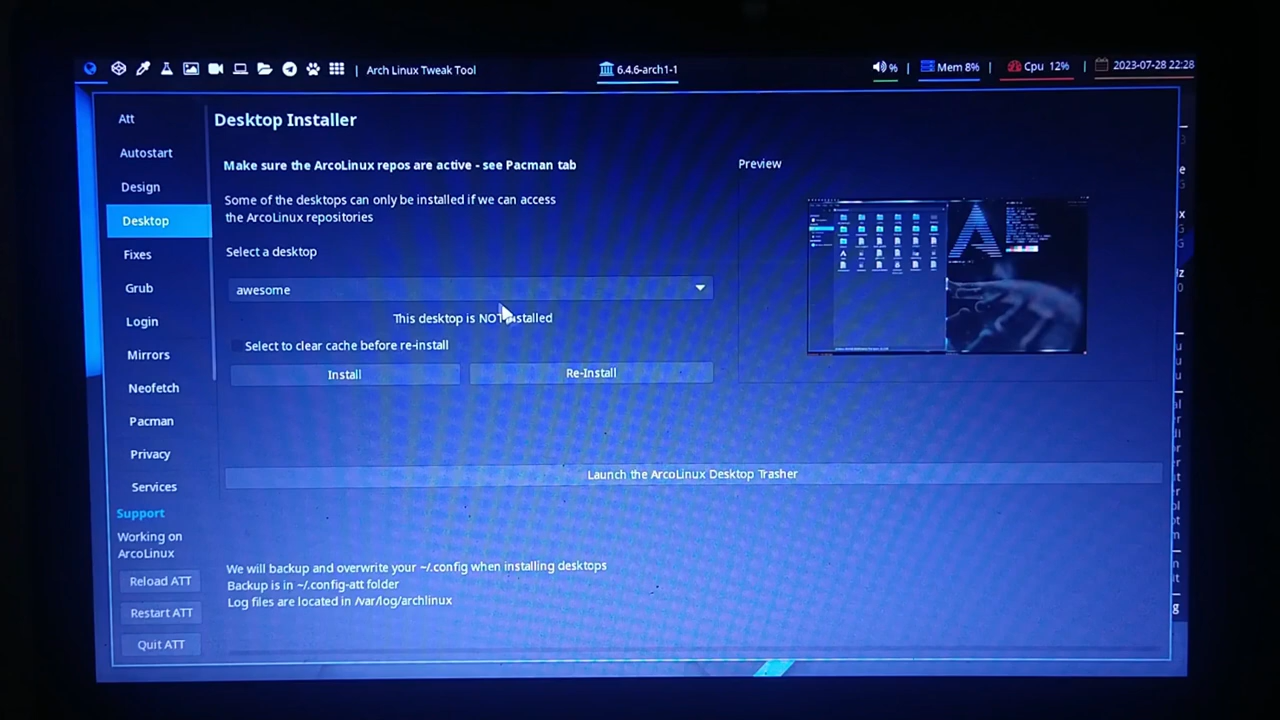 Arch Linux Tweak Tool
6.4.6-arch1-1
%
Mem 8%
Cpu 12%
2023-07-28 22:28
Att
Autostart
Design
Desktop
Fixes
Grub
Login
Mirrors
Neofetch
Pacman
Privacy
Services
Support
Working on
ArcoLinux
Reload ATT
Restart ATT
Quit ATT
Desktop Installer
Make sure the ArcoLinux repos are active - see Pacman tab
Some of the desktops can only be installed if we can access
the ArcoLinux repositories
Select a desktop
awesome
This desktop is NOT installed
Select to clear cache before re-install
Install
Re-Install
Preview
Launch the ArcoLinux Desktop Trasher
We will backup and overwrite your ~/.config when installing desktops
Backup is in ~/.config-att folder
Log files are located in /var/log/archlinux